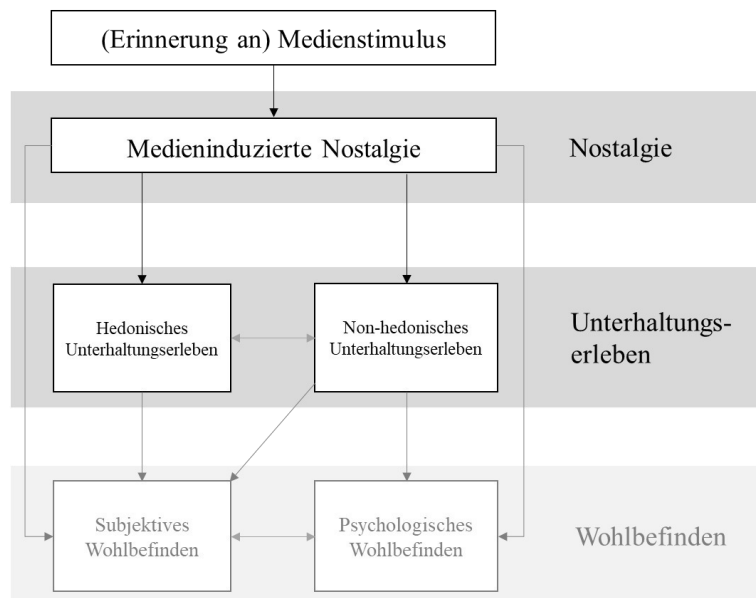 (Erinnerung an) Medienstimulus
Medieninduzierte Nostalgie
Nostalgie
Hedonisches
Unterhaltungserleben
Non-hedonisches
Unterhaltungserleben
Unterhaltungs-
erleben
Subjektives
Wohlbefinden
Psychologisches
Wohlbefinden
Wohlbefinden